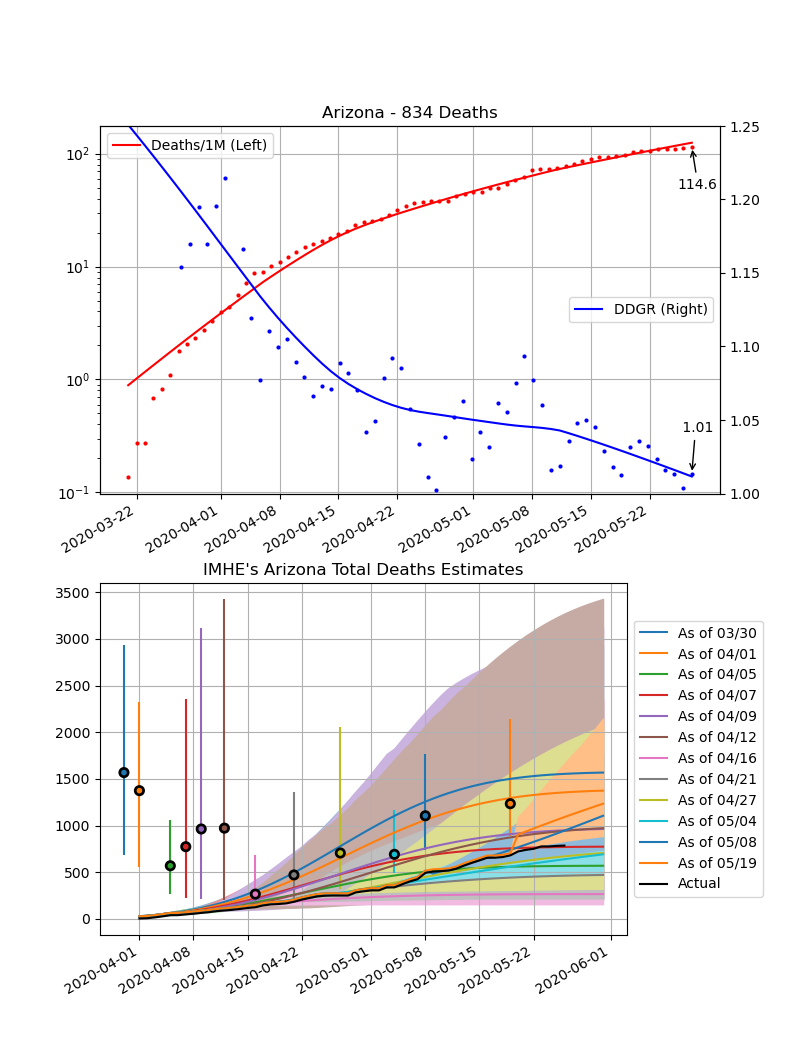 Arizona - 834 Deaths
Deaths/1M (Left)
DDGR (Right)
114.6
1.01
10²
10¹
10⁰
10⁻¹
1.25
1.20
1.15
1.10
1.05
1.00
2020-03-22
2020-04-01
2020-04-08
2020-04-15
2020-04-22
2020-05-01
2020-05-08
2020-05-15
2020-05-22
IMHE's Arizona Total Deaths Estimates
3500
3000
2500
2000
1500
1000
500
0
2020-04-01
2020-04-08
2020-04-15
2020-04-22
2020-05-01
2020-05-08
2020-05-15
2020-05-22
2020-06-01
As of 03/30
As of 04/01
As of 04/05
As of 04/07
As of 04/09
As of 04/12
As of 04/16
As of 04/21
As of 04/27
As of 05/04
As of 05/08
As of 05/19
Actual